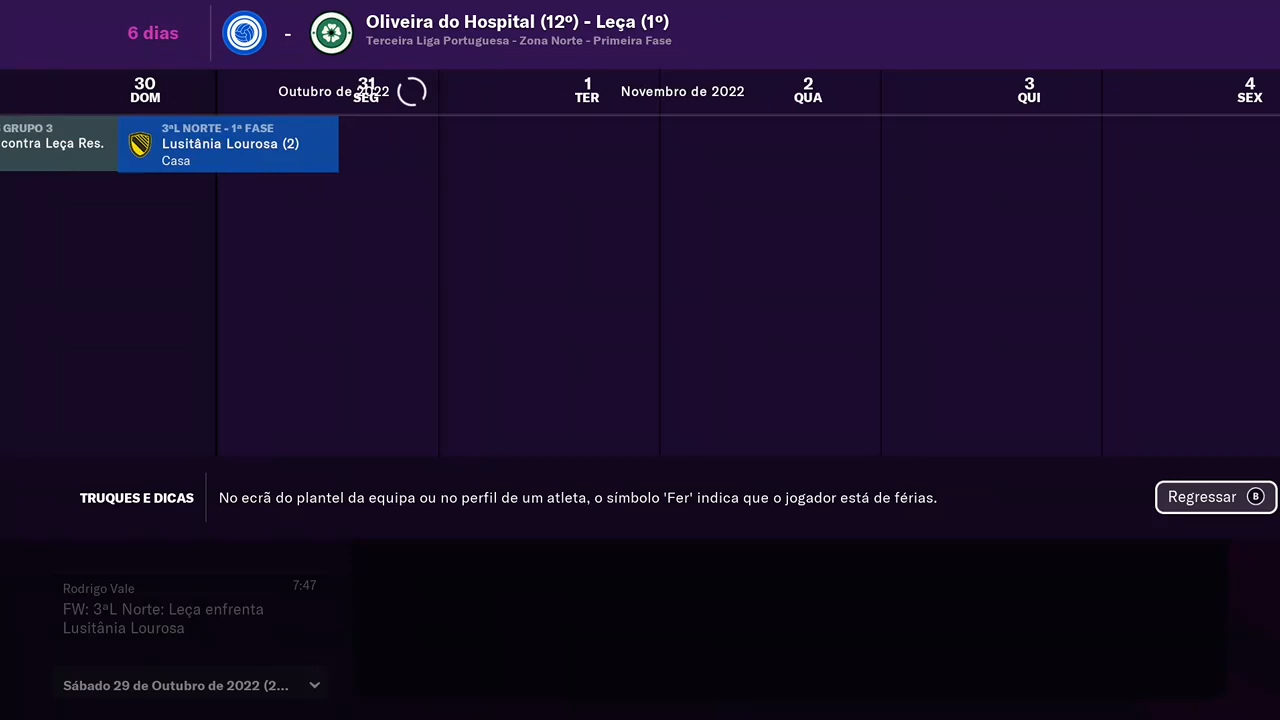 6 dias
-
Oliveira do Hospital (12º) - Leça (1º)
Terceira Liga Portuguesa - Zona Norte - Primeira Fase
30
DOM
Outubro de 2022
31
SEG
1
TER
Novembro de 2022
2
QUA
3
QUI
4
SEX
GRUPO 3
contra Leça Res.
3ªL NORTE - 1ª FASE
Lusitânia Lourosa (2)
Casa
TRUQUES E DICAS
No ecrã do plantel da equipa ou no perfil de um atleta, o símbolo 'Fer' indica que o jogador está de férias.
Regressar B
Rodrigo Vale
7:47
FW: 3ªL Norte: Leça enfrenta
Lusitânia Lourosa
Sábado 29 de Outubro de 2022 (2...